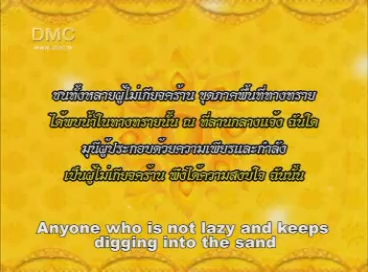 DMC
ชนทั้งหลายผู้ไม่เกียจคร้าน ขุดภาคพื้นที่ทางทราย
ได้พบน้ำในทางทรายนั้น ณ ที่ลานกลางแจ้ง ฉันใด
มุนีผู้ประกอบด้วยความเพียรและกำลัง
เป็นผู้ไม่เกียจคร้าน พึงได้ความสงบใจ ฉันนั้น
Anyone who is not lazy and keeps
digging into the sand